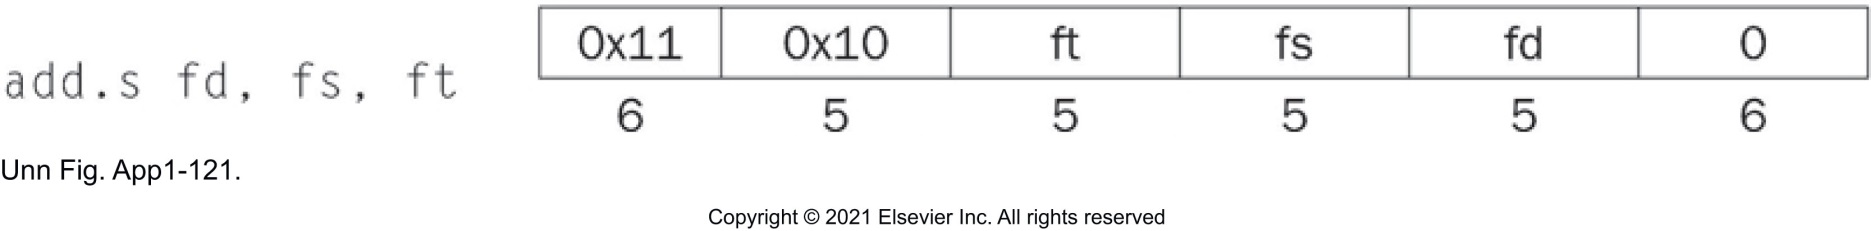 0x11 0x10 ft fs fd 0
add.s fd, fs, ft
6 5 5 5 5 6
Unn Fig. App1-121.
Copyright © 2021 Elsevier Inc. All rights reserved